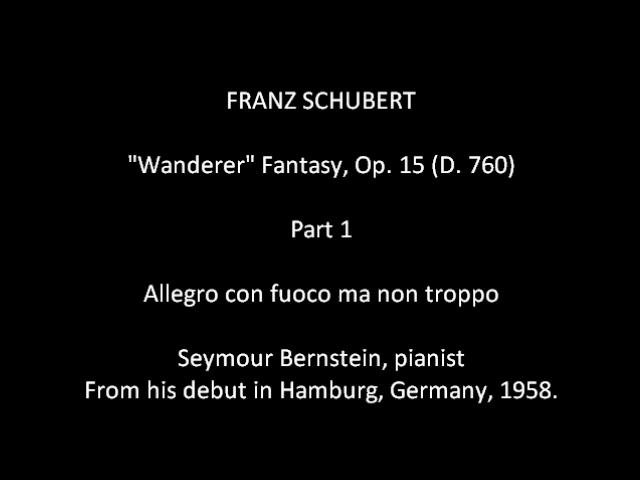 FRANZ SCHUBERT
"Wanderer" Fantasy, Op. 15 (D. 760)
Part 1
Allegro con fuoco ma non troppo
Seymour Bernstein, pianist
From his debut in Hamburg, Germany, 1958.